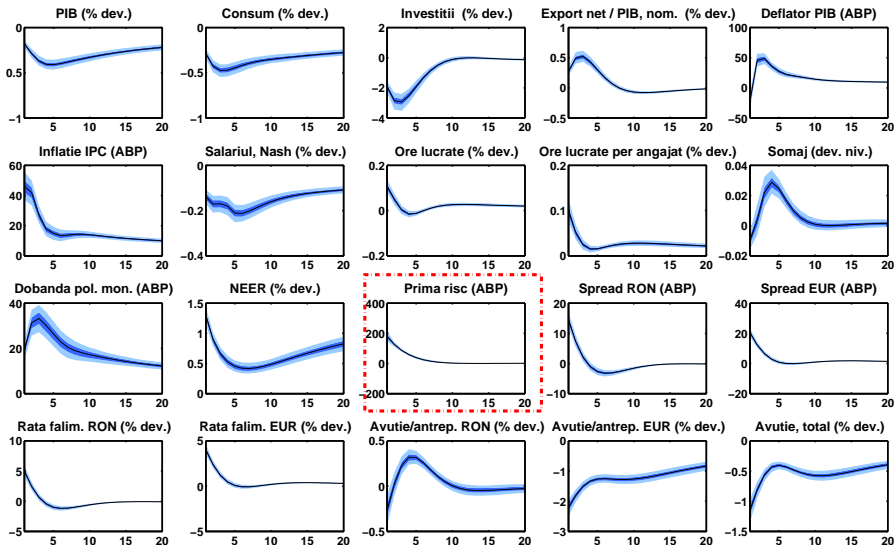 PIB (% dev.)
0
−0.5
−1
5 10 15 20
Consum (% dev.)
0
−0.5
−1
5 10 15 20
Investitii (% dev.)
2
0
−2
−4
5 10 15 20
Export net / PIB, nom. (% dev.)
1
0.5
0
−0.5
5 10 15 20
Deflator PIB (ABP)
100
50
0
−50
5 10 15 20
Inflatie IPC (ABP)
60
40
20
0
5 10 15 20
Salariul, Nash (% dev.)
0
−0.2
−0.4
5 10 15 20
Ore lucrate (% dev.)
0.2
0
−0.2
5 10 15 20
Ore lucrate per angajat (% dev.)
0.2
0.1
0
5 10 15 20
Somaj (dev. niv.)
0.04
0.02
0
−0.02
5 10 15 20
Dobanda pol. mon. (ABP)
40
20
0
5 10 15 20
NEER (% dev.)
1.5
1
0.5
0
5 10 15 20
Prima risc (ABP)
400
200
0
−200
5 10 15 20
Spread RON (ABP)
20
10
0
−10
5 10 15 20
Spread EUR (ABP)
40
20
0
−20
5 10 15 20
Rata falim. RON (% dev.)
10
5
0
−5
5 10 15 20
Rata falim. EUR (% dev.)
5
0
−5
5 10 15 20
Avutie/antrep. RON (% dev.)
0.5
0
−0.5
5 10 15 20
Avutie/antrep. EUR (% dev.)
0
−1
−2
−3
5 10 15 20
Avutie, total (% dev.)
0
−0.5
−1
−1.5
5 10 15 20